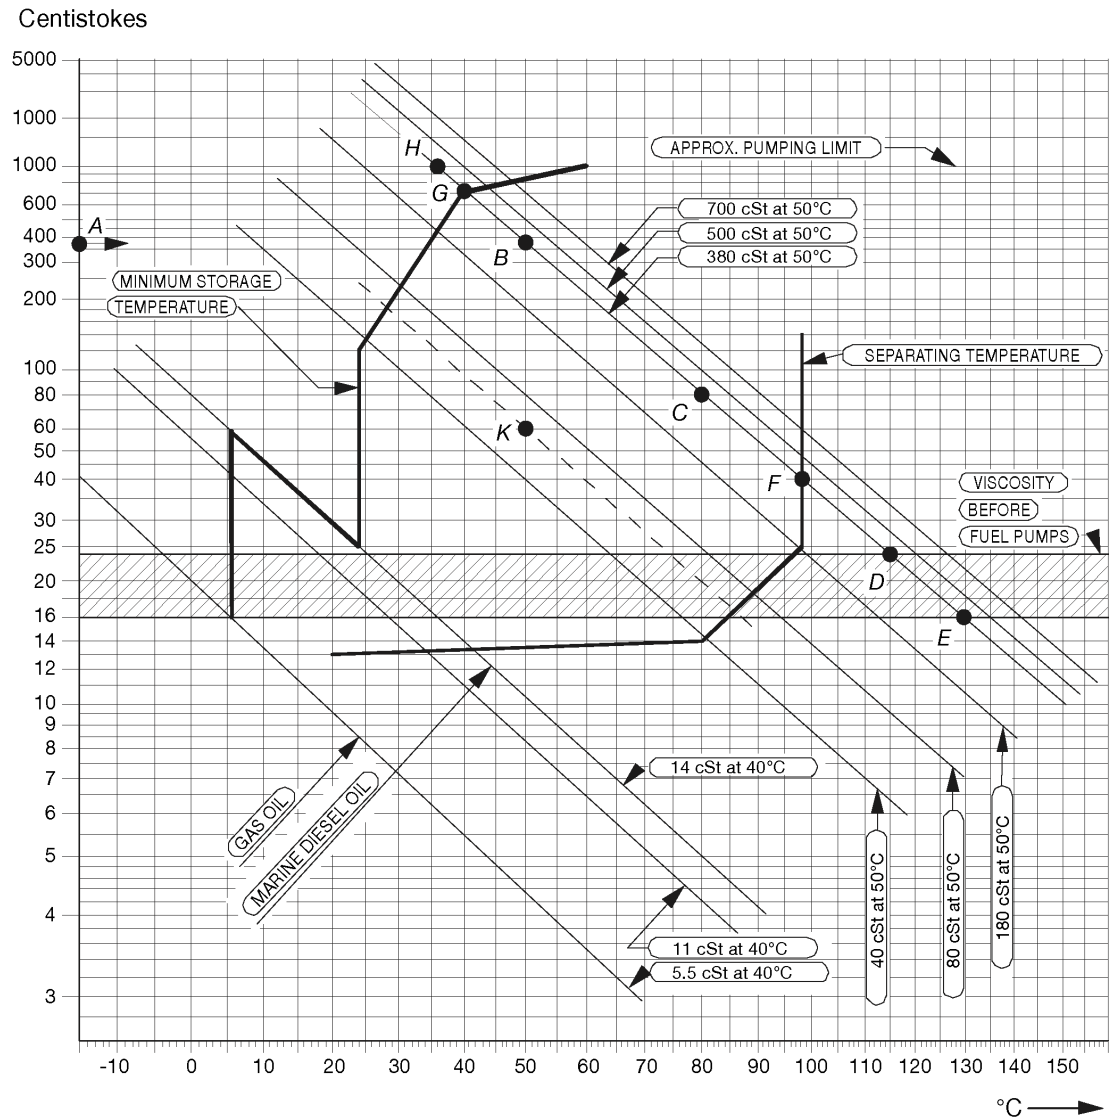 Centistokes
5000
1000
1000
600
400
300
200
100
80
60
50
40
30
25
20
16
14
12
10
9
8
7
6
5
4
3
A
H
G
B
C
K
F
D
E
APPROX. PUMPING LIMIT
700 cSt at 50°C
500 cSt at 50°C
380 cSt at 50°C
MINIMUM STORAGE
TEMPERATURE
SEPARATING TEMPERATURE
VISCOSITY
BEFORE
FUEL PUMPS
GAS OIL
MARINE DIESEL OIL
14 cSt at 40°C
11 cSt at 40°C
5.5 cSt at 40°C
40 cSt at 50°C
80 cSt at 50°C
180 cSt at 50°C
-10 0 10 20 30 40 50 60 70 80 90 100 110 120 130 140 150
°C